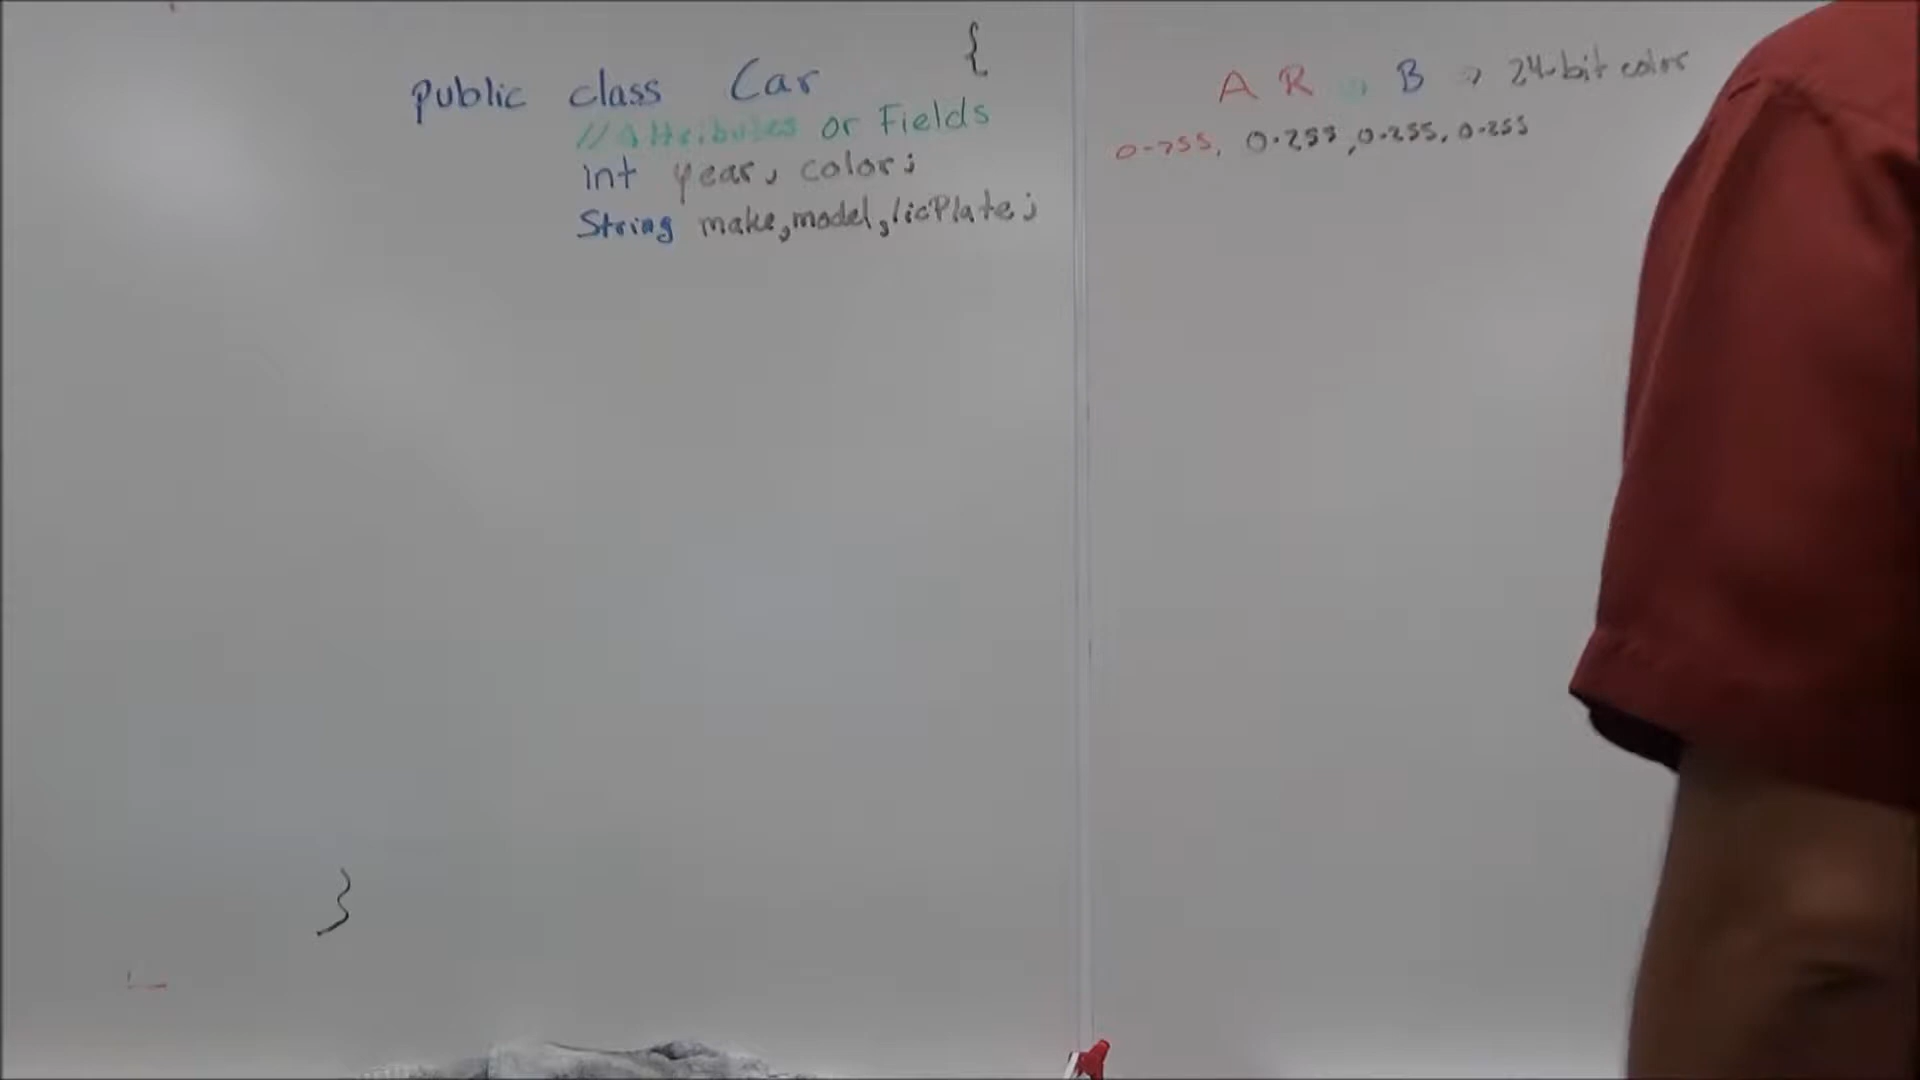 public class Car {
//Attributes or Fields
int year, color;
String make, model, licPlate;
}
A R B → 24-bit color
0-255, 0-255, 0-255, 0-255